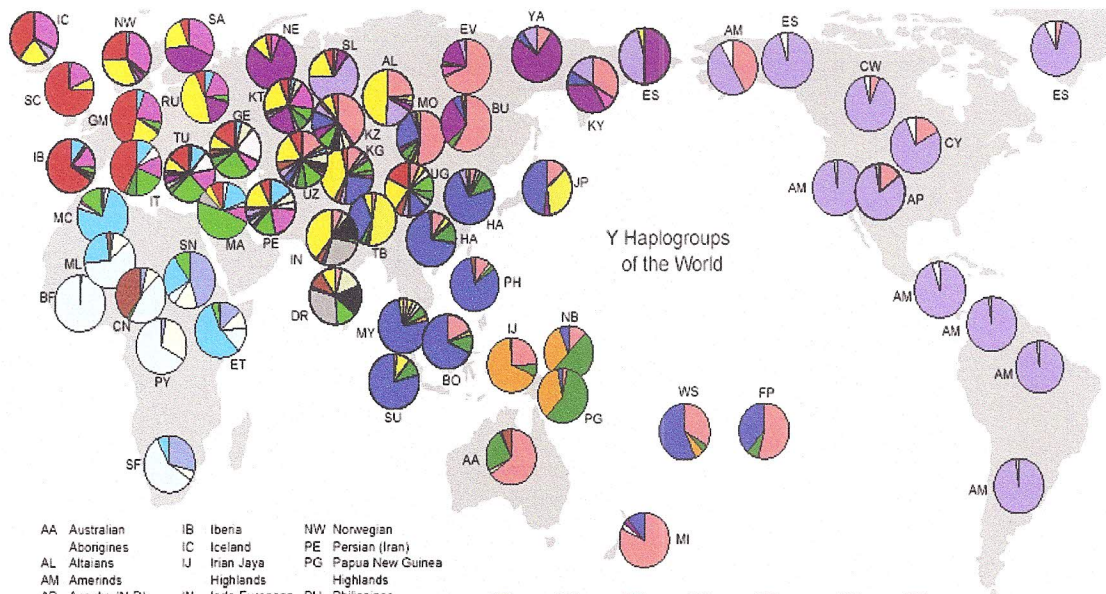 IC
NW
SA
NE
SL
EV
YA
AM
ES
SC
RU
KT
AL
MO
BU
KY
ES
CW
ES
GM
TU
GE
KZ
KG
CY
IB
IT
UZ
UG
HA
JP
AM
AP
MC
MA
PE
IN
TB
HA
Y Haplogroups
of the World
ML
SN
PH
BF
CN
DR
MY
AM
ET
BO
IJ
NB
AM
PY
SU
PG
WS
FP
AM
SF
AA
MI
AM
AA Australian IB Iberia NW Norwegian
Aborigines IC Iceland PE Persian (Iran)
AL Altaians IJ Irian Jaya PG Papua New Guinea
AM Amerinds Highlands Highlands